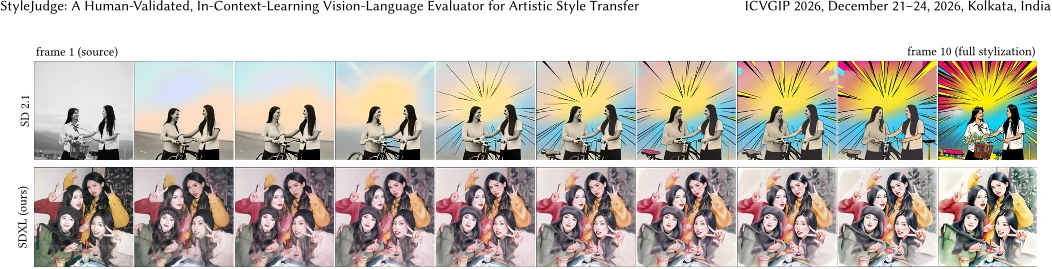 StyleJudge: A Human-Validated, In-Context-Learning Vision-Language Evaluator for Artistic Style Transfer
ICVGIP 2026, December 21–24, 2026, Kolkata, India
frame 1 (source)
frame 10 (full stylization)
SD 2.1
SDXL (ours)